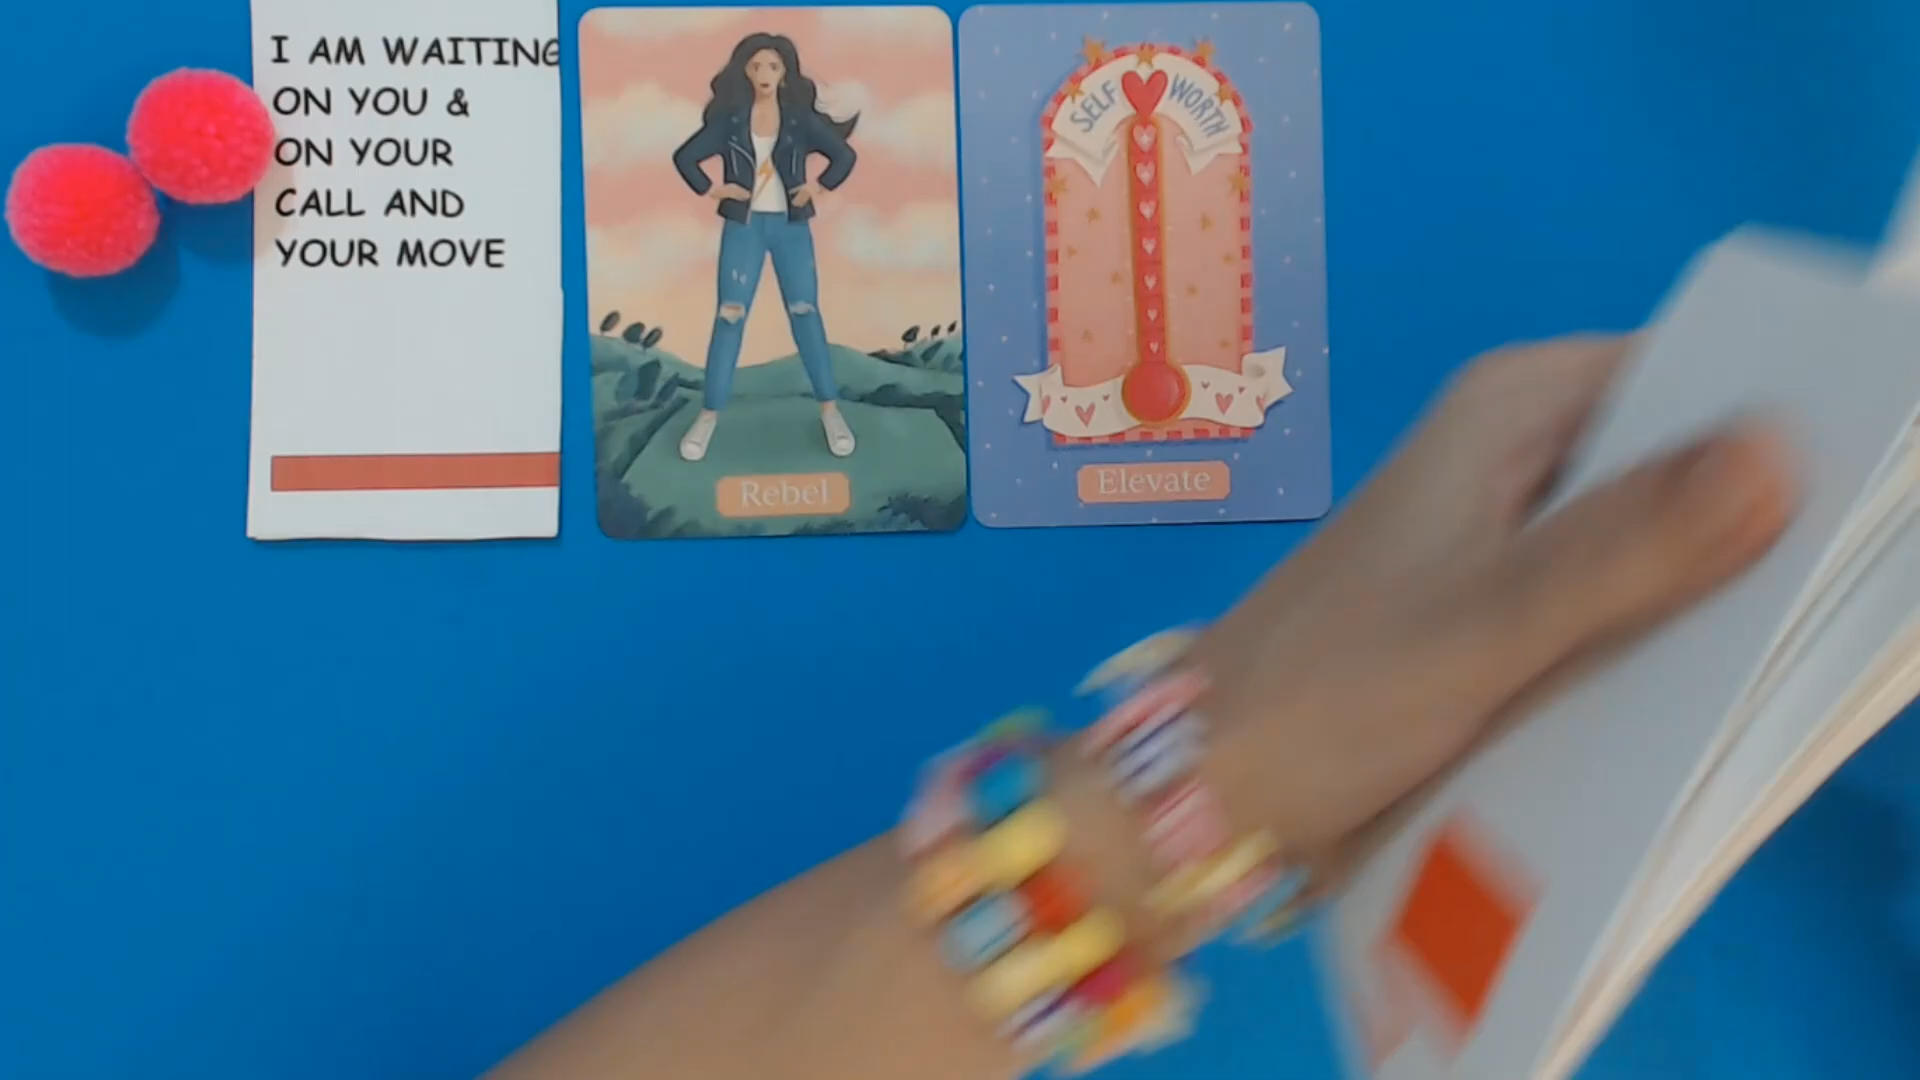 I AM WAITING
ON YOU &
ON YOUR
CALL AND
YOUR MOVE
Rebel
SELF WORTH
Elevate